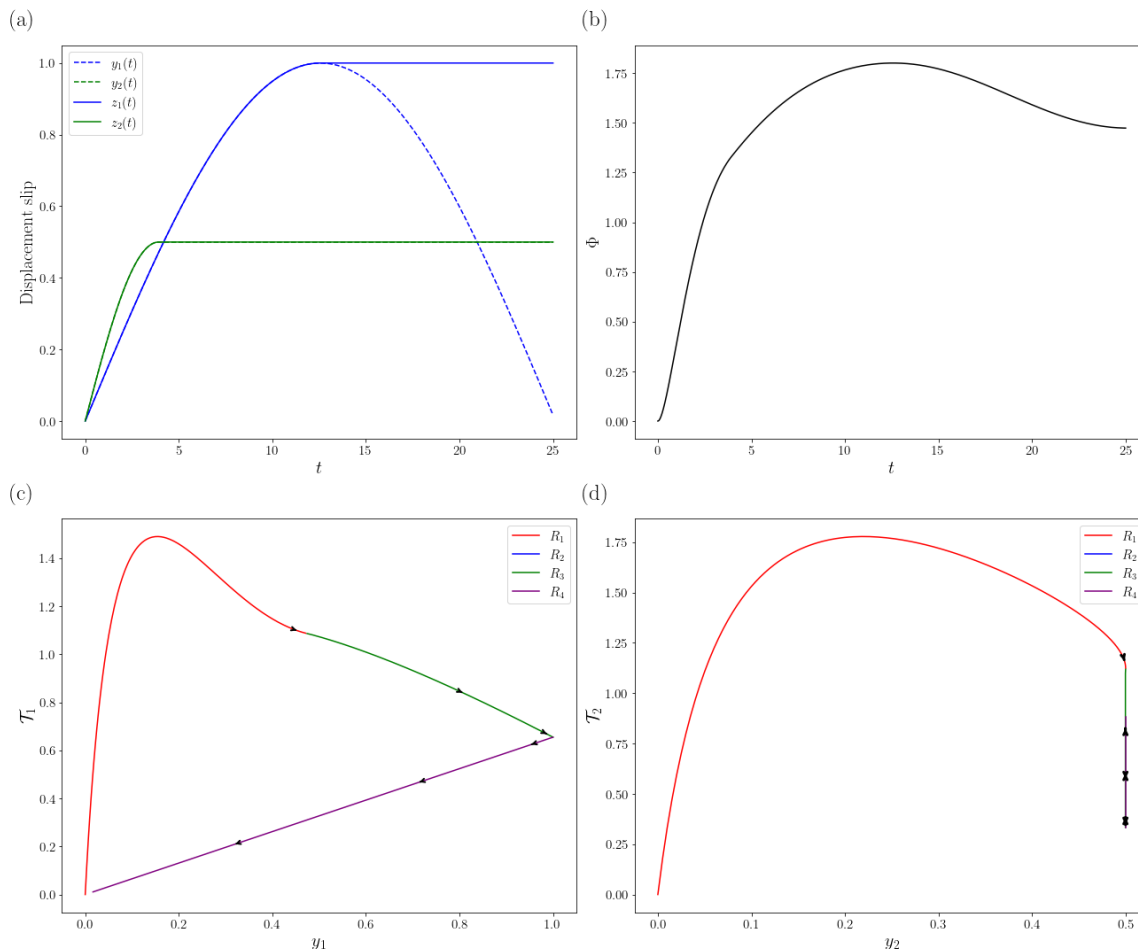 (a)
Displacement slip
1.0
0.8
0.6
0.4
0.2
0.0
y₁(t)
y₂(t)
z₁(t)
z₂(t)
0 5 10 15 20 25
t
(b)
Φ
1.75
1.50
1.25
1.00
0.75
0.50
0.25
0.00
0 5 10 15 20 25
t
(c)
𝒯₁
1.4
1.2
1.0
0.8
0.6
0.4
0.2
0.0
R₁
R₂
R₃
R₄
0.0 0.2 0.4 0.6 0.8 1.0
y₁
(d)
𝒯₂
1.75
1.50
1.25
1.00
0.75
0.50
0.25
0.00
R₁
R₂
R₃
R₄
0.0 0.1 0.2 0.3 0.4 0.5
y₂